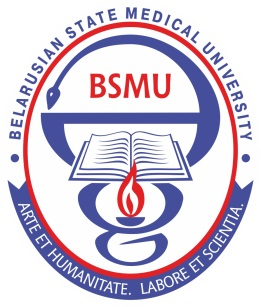 • BELARUSIAN STATE MEDICAL UNIVERSITY •
BSMU
ARTE ET HUMANITATE. LABORE ET SCIENTIA.